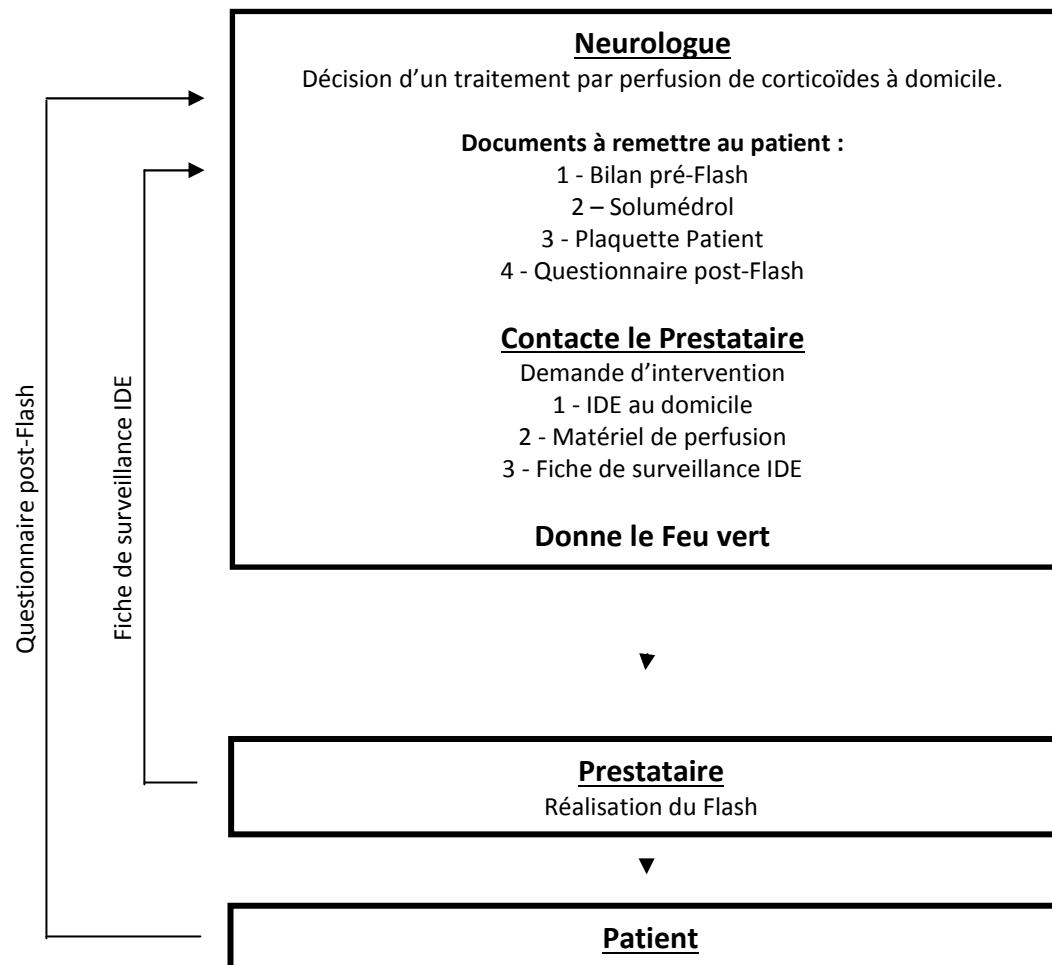 Neurologue
Décision d’un traitement par perfusion de corticoïdes à domicile.
Documents à remettre au patient :
1 - Bilan pré-Flash
2 – Solumédrol
3 - Plaquette Patient
4 - Questionnaire post-Flash
Contacte le Prestataire
Demande d’intervention
1 - IDE au domicile
2 - Matériel de perfusion
3 - Fiche de surveillance IDE
Donne le Feu vert
Questionnaire post-Flash
Fiche de surveillance IDE
Prestataire
Réalisation du Flash
Patient